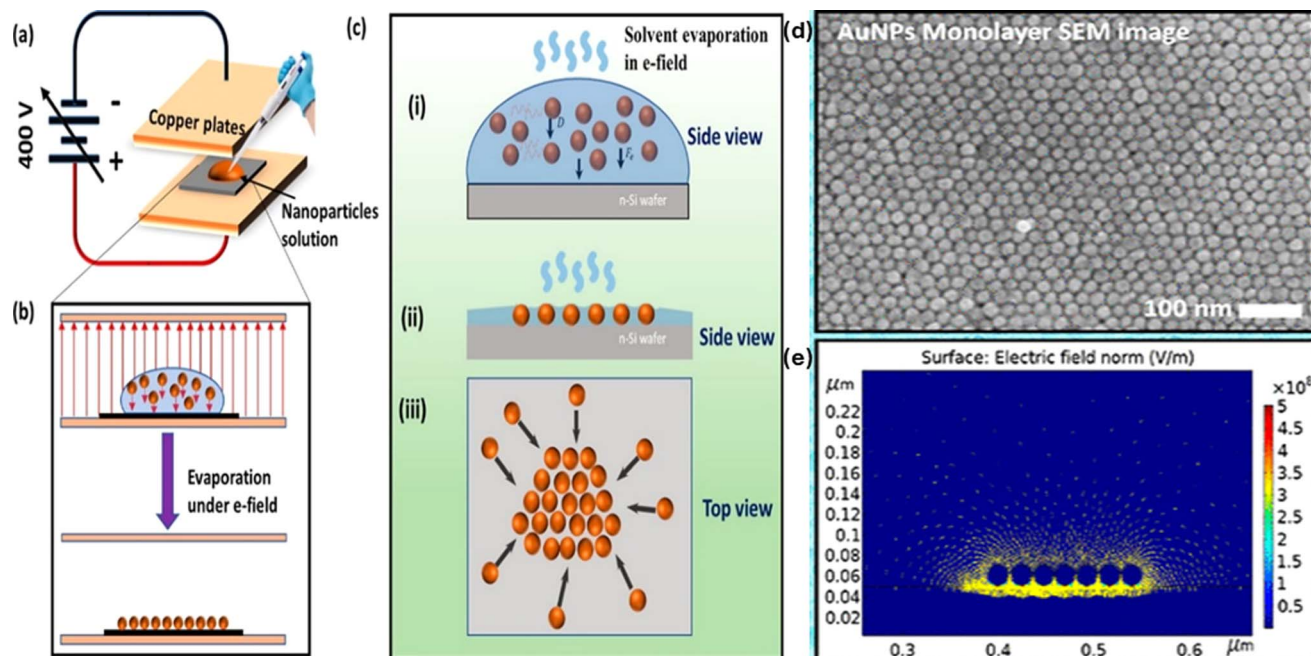 (a)
400 V
-
+
Copper plates
Nanoparticles
solution
(b)
Evaporation
under e-field
(c)
Solvent evaporation
in e-field
(i)
D
Fe
Side view
n-Si wafer
(ii)
n-Si wafer
Side view
(iii)
Top view
(d)
AuNPs Monolayer SEM image
100 nm
(e)
Surface: Electric field norm (V/m)
μm
×10⁸
0.22
0.2
0.18
0.16
0.14
0.12
0.1
0.08
0.06
0.04
0.02
0.3
0.4
0.5
0.6
μm
5
4.5
4
3.5
3
2.5
2
1.5
1
0.5